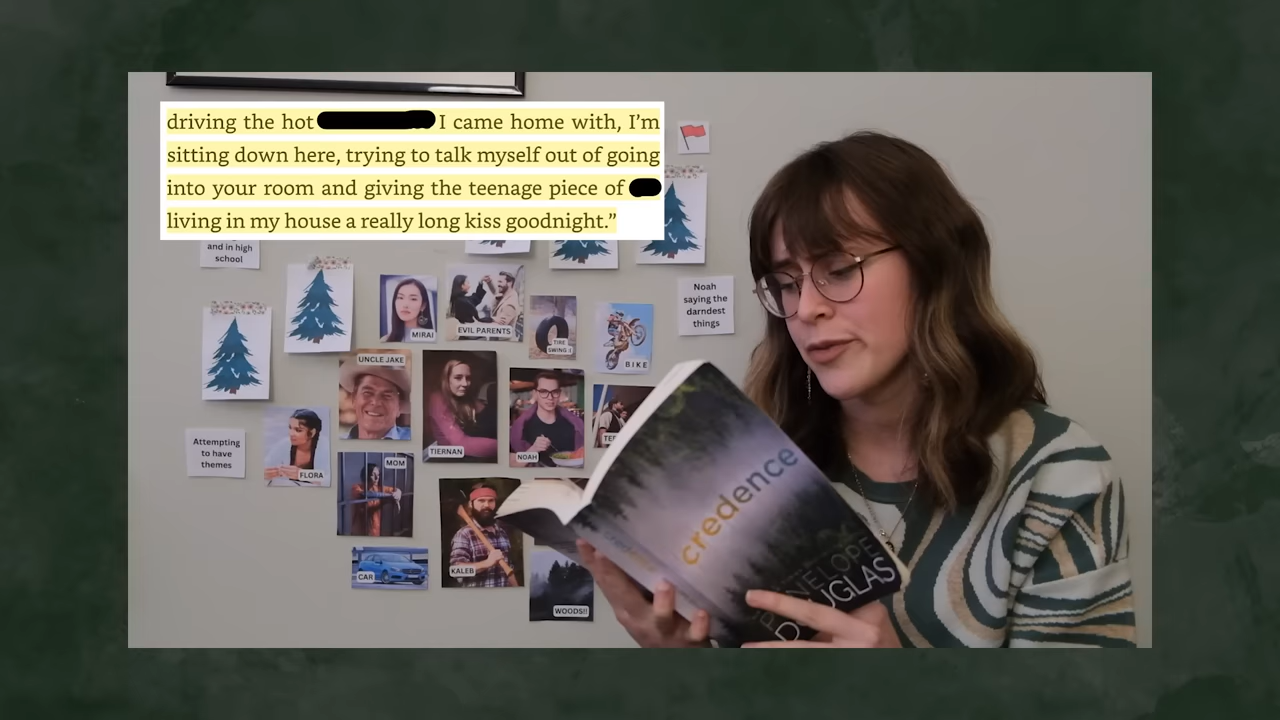 driving the hot I came home with, I’m
sitting down here, trying to talk myself out of going
into your room and giving the teenage piece of
living in my house a really long kiss goodnight.”
and in high
school
Noah
saying the
darndest
things
MIRAI
EVIL PARENTS
TIRE
SWING :)
BIKE
UNCLE JAKE
TIERNAN
NOAH
Attempting
to have
themes
FLORA
MOM
KALEB
CAR
WOODS!!
credence
PENELOPE
DOUGLAS